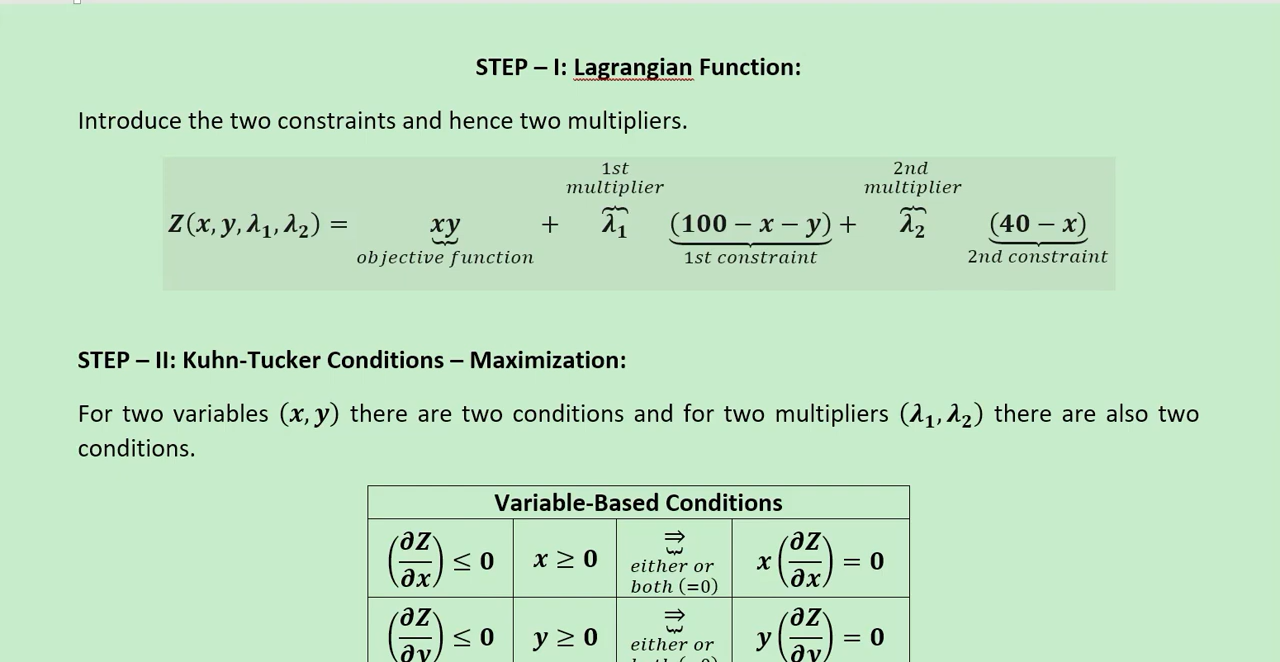 STEP – I: Lagrangian Function:
Introduce the two constraints and hence two multipliers.
Z(x, y, λ₁, λ₂) = xy + λ₁ (100 − x − y) + λ₂ (40 − x)
objective function
1st multiplier
1st constraint
2nd multiplier
2nd constraint
STEP – II: Kuhn-Tucker Conditions – Maximization:
For two variables (x, y) there are two conditions and for two multipliers (λ₁, λ₂) there are also two
conditions.
Variable-Based Conditions
(∂Z/∂x) ≤ 0 x ≥ 0 ⇒ either or both (=0) x (∂Z/∂x) = 0
(∂Z/∂y) ≤ 0 y ≥ 0 ⇒ either or y (∂Z/∂y) = 0